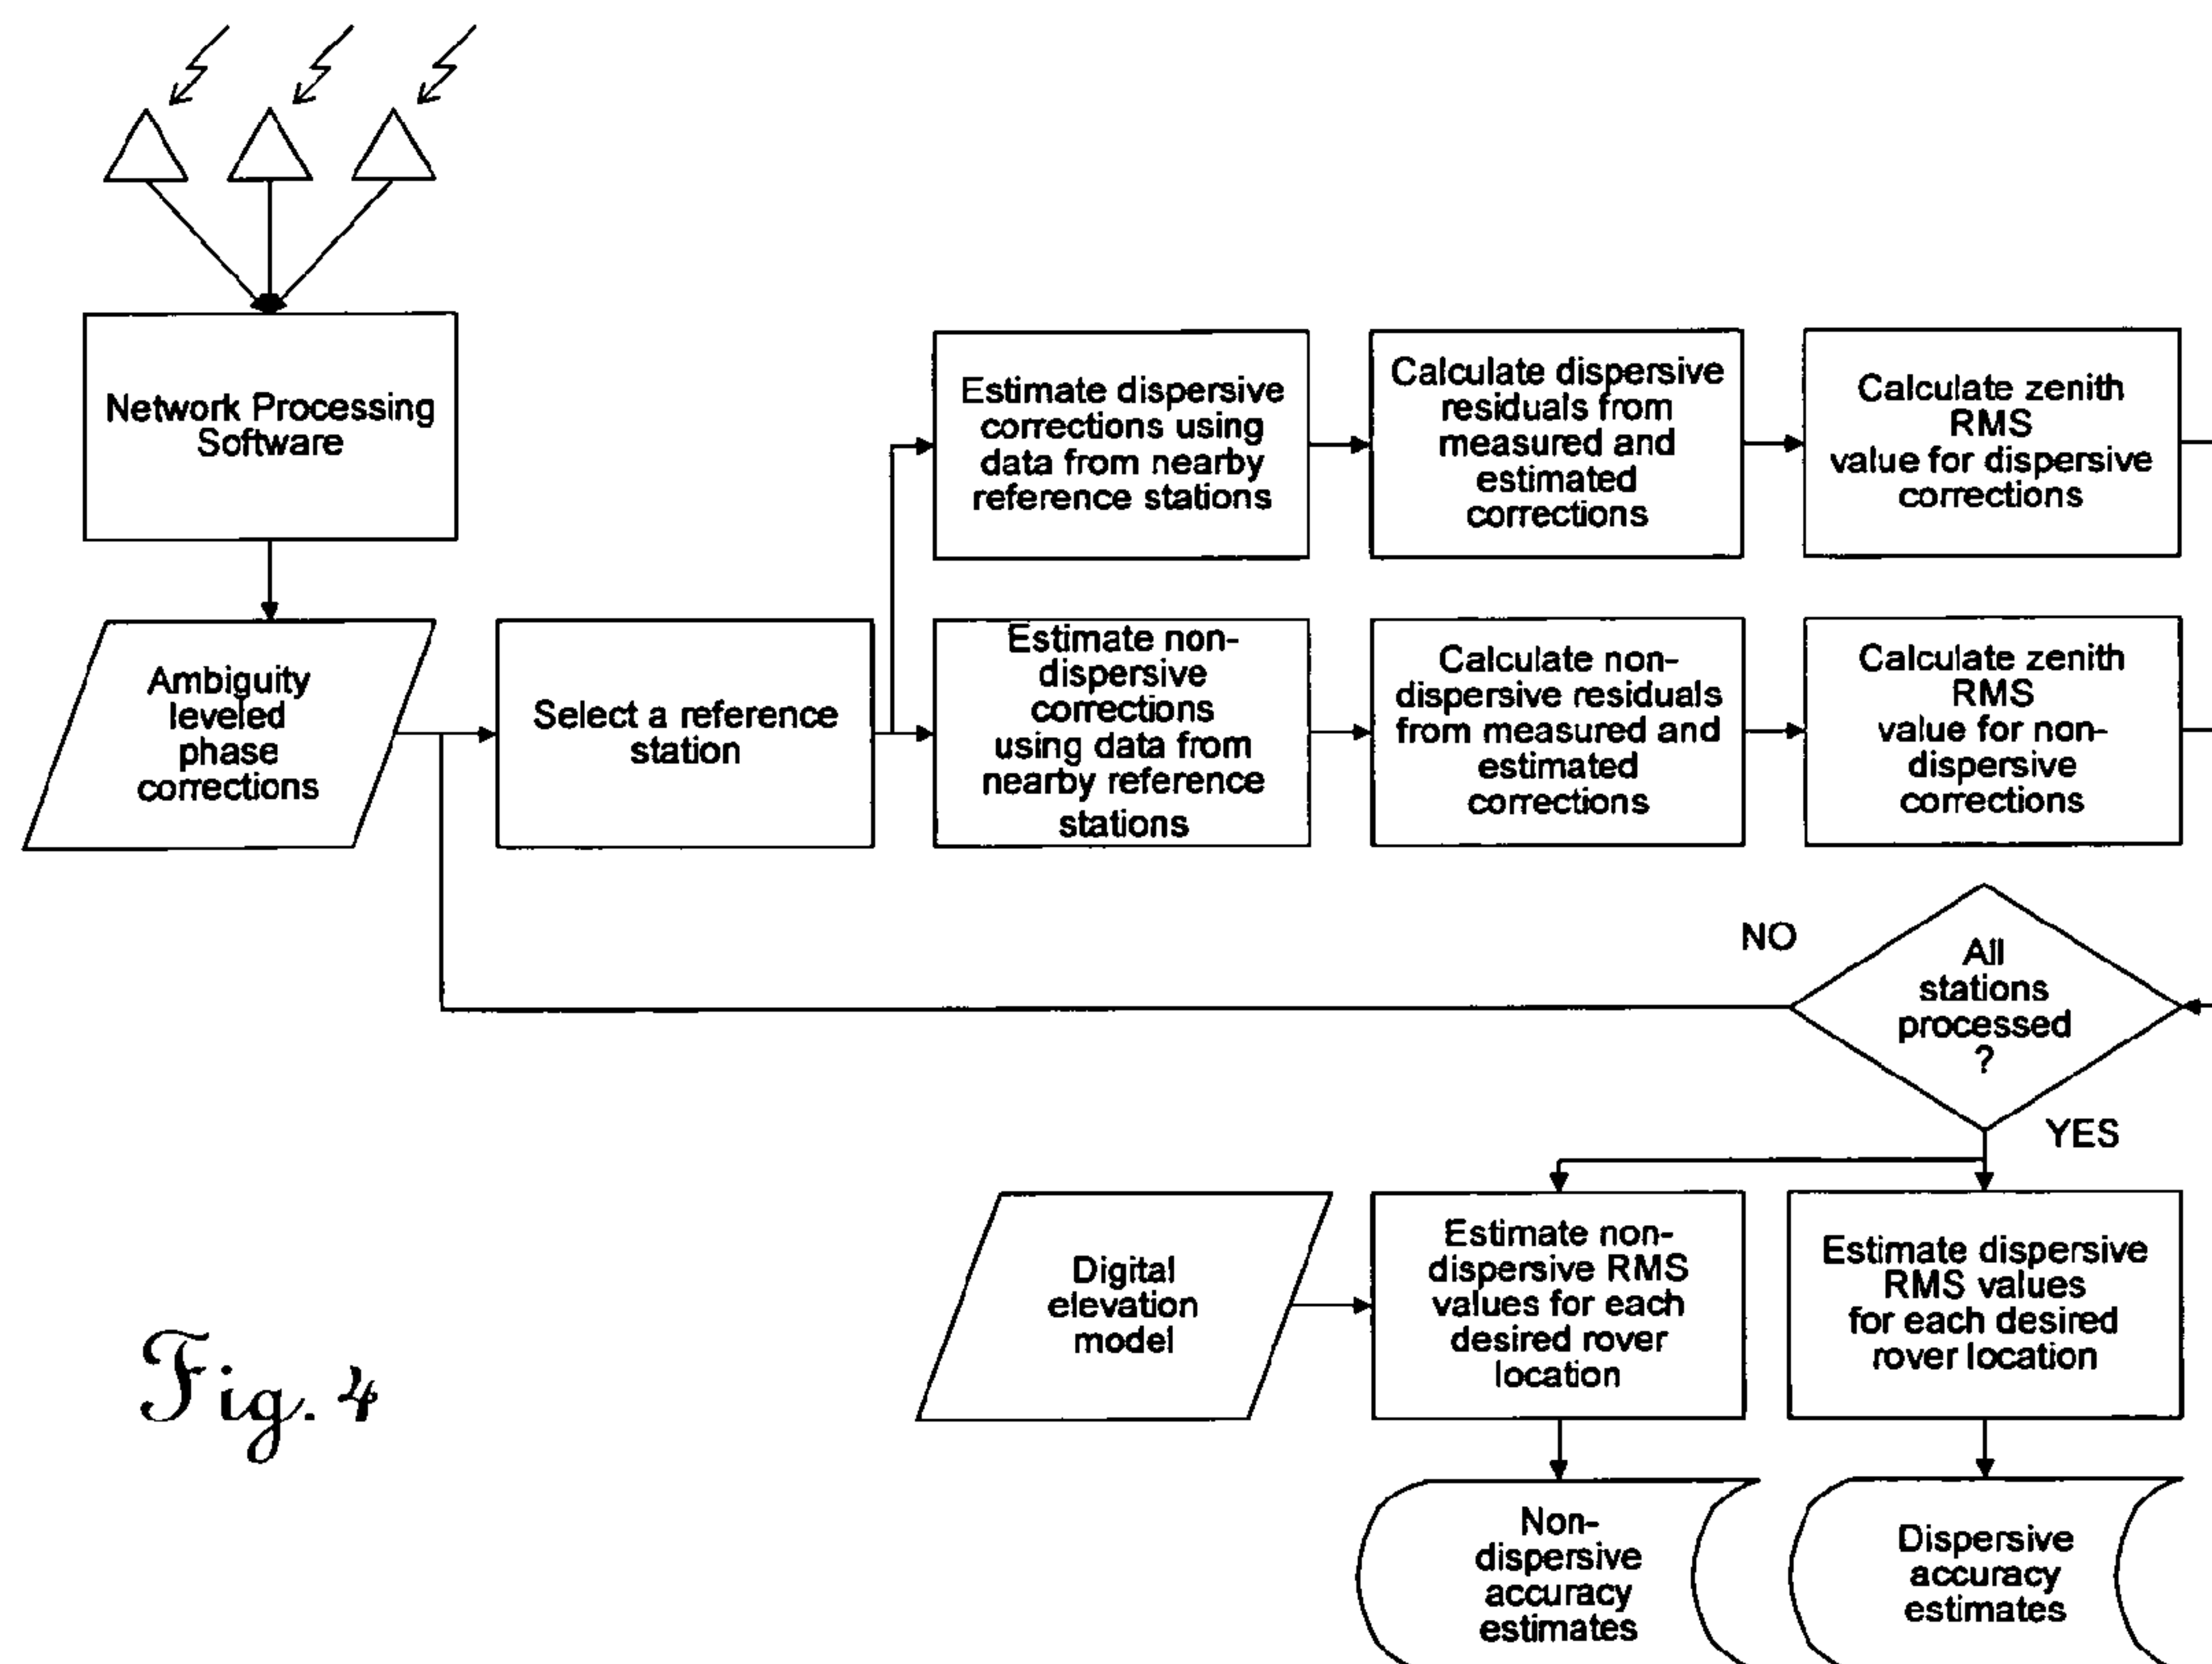 Network Processing
Software
Estimate dispersive
corrections using
data from nearby
reference stations
Calculate dispersive
residuals from
measured and
estimated
corrections
Calculate zenith
RMS
value for dispersive
corrections
Ambiguity
leveled
phase
corrections
Select a reference
station
Estimate non-
dispersive
corrections
using data from
nearby reference
stations
Calculate non-
dispersive residuals
from measured and
estimated
corrections
Calculate zenith
RMS
value for non-
dispersive
corrections
NO
All
stations
processed
?
YES
Digital
elevation
model
Estimate non-
dispersive RMS
values for each
desired rover
location
Estimate dispersive
RMS values
for each desired
rover location
Non-
dispersive
accuracy
estimates
Dispersive
accuracy
estimates
Fig. 4